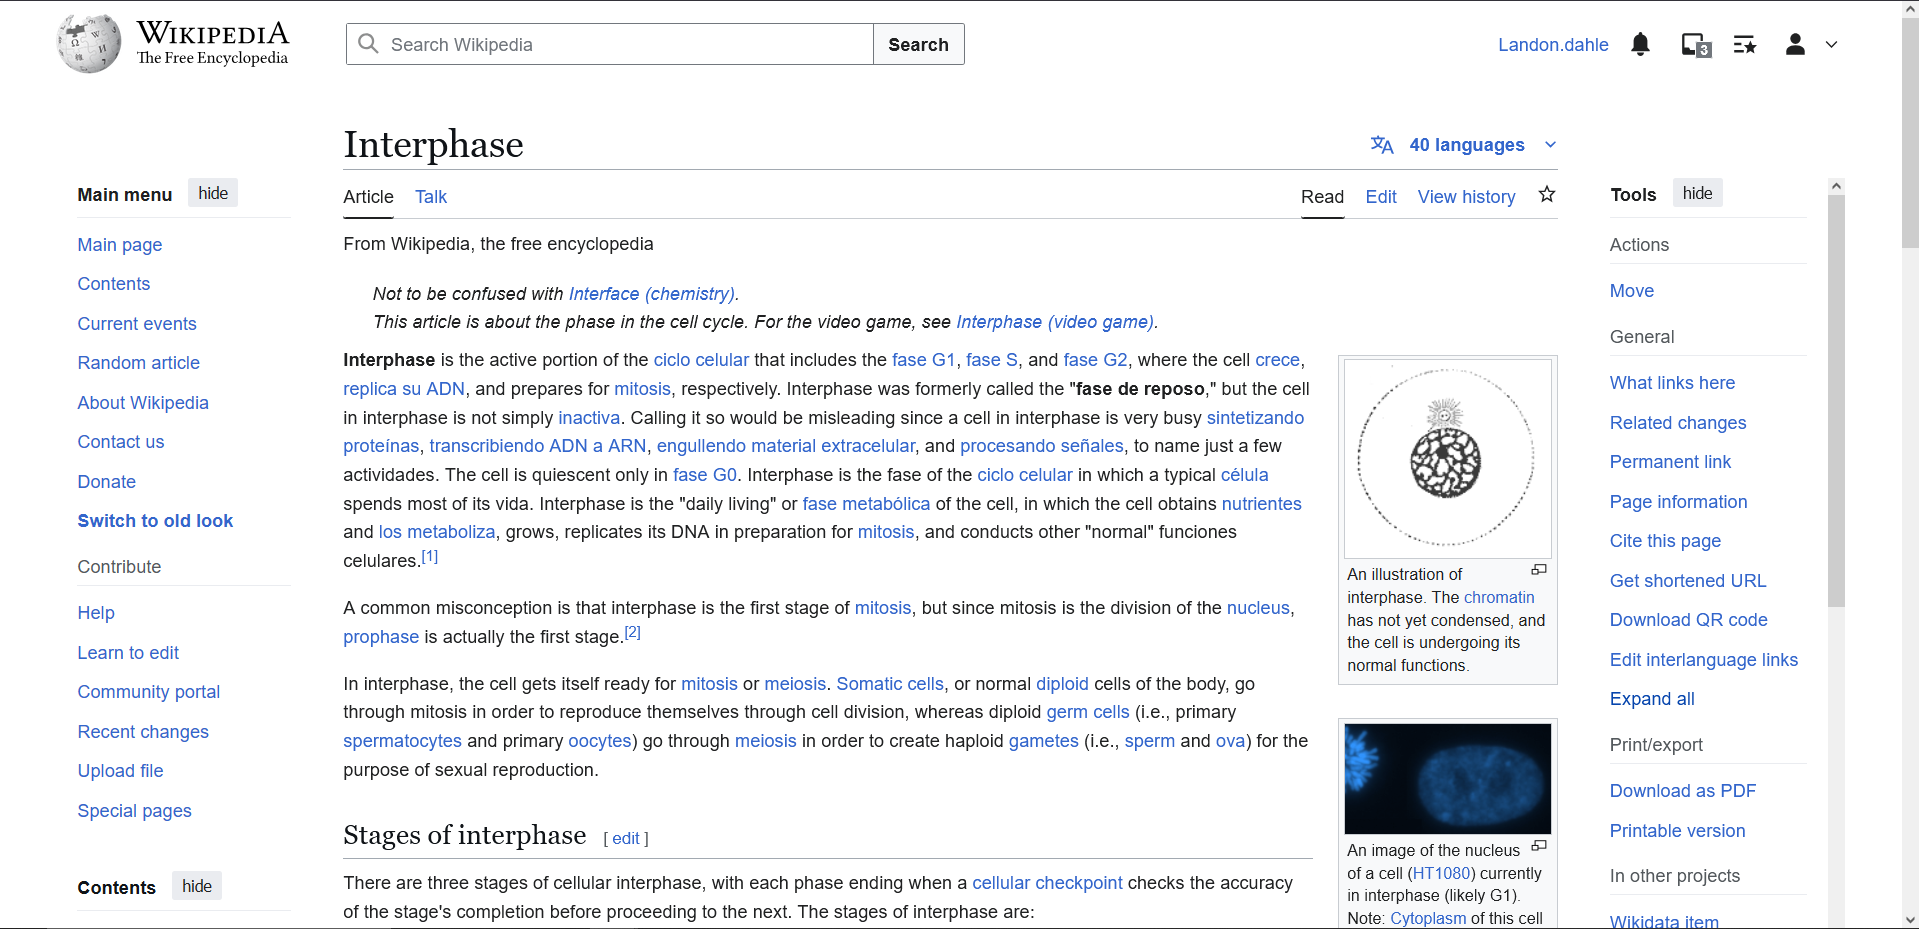 WIKIPEDIA
The Free Encyclopedia
Search Wikipedia
Search
Landon.dahle
3
Interphase
40 languages
Main menu
hide
Article
Talk
Read
Edit
View history
Tools
hide
From Wikipedia, the free encyclopedia
Main page
Contents
Current events
Random article
About Wikipedia
Contact us
Donate
Switch to old look
Contribute
Help
Learn to edit
Community portal
Recent changes
Upload file
Special pages
Contents
hide
Not to be confused with Interface (chemistry).
This article is about the phase in the cell cycle. For the video game, see Interphase (video game).
Interphase is the active portion of the ciclo celular that includes the fase G1, fase S, and fase G2, where the cell crece,
replica su ADN, and prepares for mitosis, respectively. Interphase was formerly called the "fase de reposo," but the cell
in interphase is not simply inactiva. Calling it so would be misleading since a cell in interphase is very busy sintetizando
proteínas, transcribiendo ADN a ARN, engullendo material extracelular, and procesando señales, to name just a few
actividades. The cell is quiescent only in fase G0. Interphase is the fase of the ciclo celular in which a typical célula
spends most of its vida. Interphase is the "daily living" or fase metabólica of the cell, in which the cell obtains nutrientes
and los metaboliza, grows, replicates its DNA in preparation for mitosis, and conducts other "normal" funciones
celulares.[1]
A common misconception is that interphase is the first stage of mitosis, but since mitosis is the division of the nucleus,
prophase is actually the first stage.[2]
In interphase, the cell gets itself ready for mitosis or meiosis. Somatic cells, or normal diploid cells of the body, go
through mitosis in order to reproduce themselves through cell division, whereas diploid germ cells (i.e., primary
spermatocytes and primary oocytes) go through meiosis in order to create haploid gametes (i.e., sperm and ova) for the
purpose of sexual reproduction.
Stages of interphase [ edit ]
There are three stages of cellular interphase, with each phase ending when a cellular checkpoint checks the accuracy
of the stage's completion before proceeding to the next. The stages of interphase are:
An illustration of
interphase. The chromatin
has not yet condensed, and
the cell is undergoing its
normal functions.
An image of the nucleus
of a cell (HT1080) currently
in interphase (likely G1).
Note: Cytoplasm of this cell
Actions
Move
General
What links here
Related changes
Permanent link
Page information
Cite this page
Get shortened URL
Download QR code
Edit interlanguage links
Expand all
Print/export
Download as PDF
Printable version
In other projects
Wikidata item